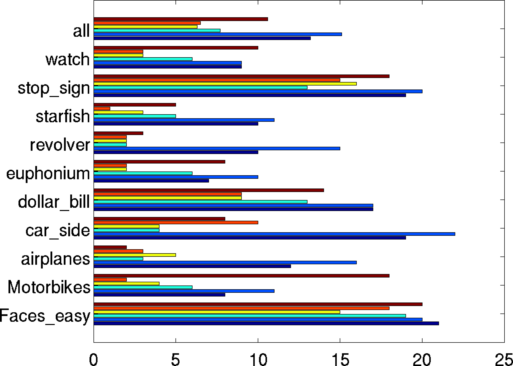 all
watch
stop_sign
starfish
revolver
euphonium
dollar_bill
car_side
airplanes
Motorbikes
Faces_easy
0 5 10 15 20 25